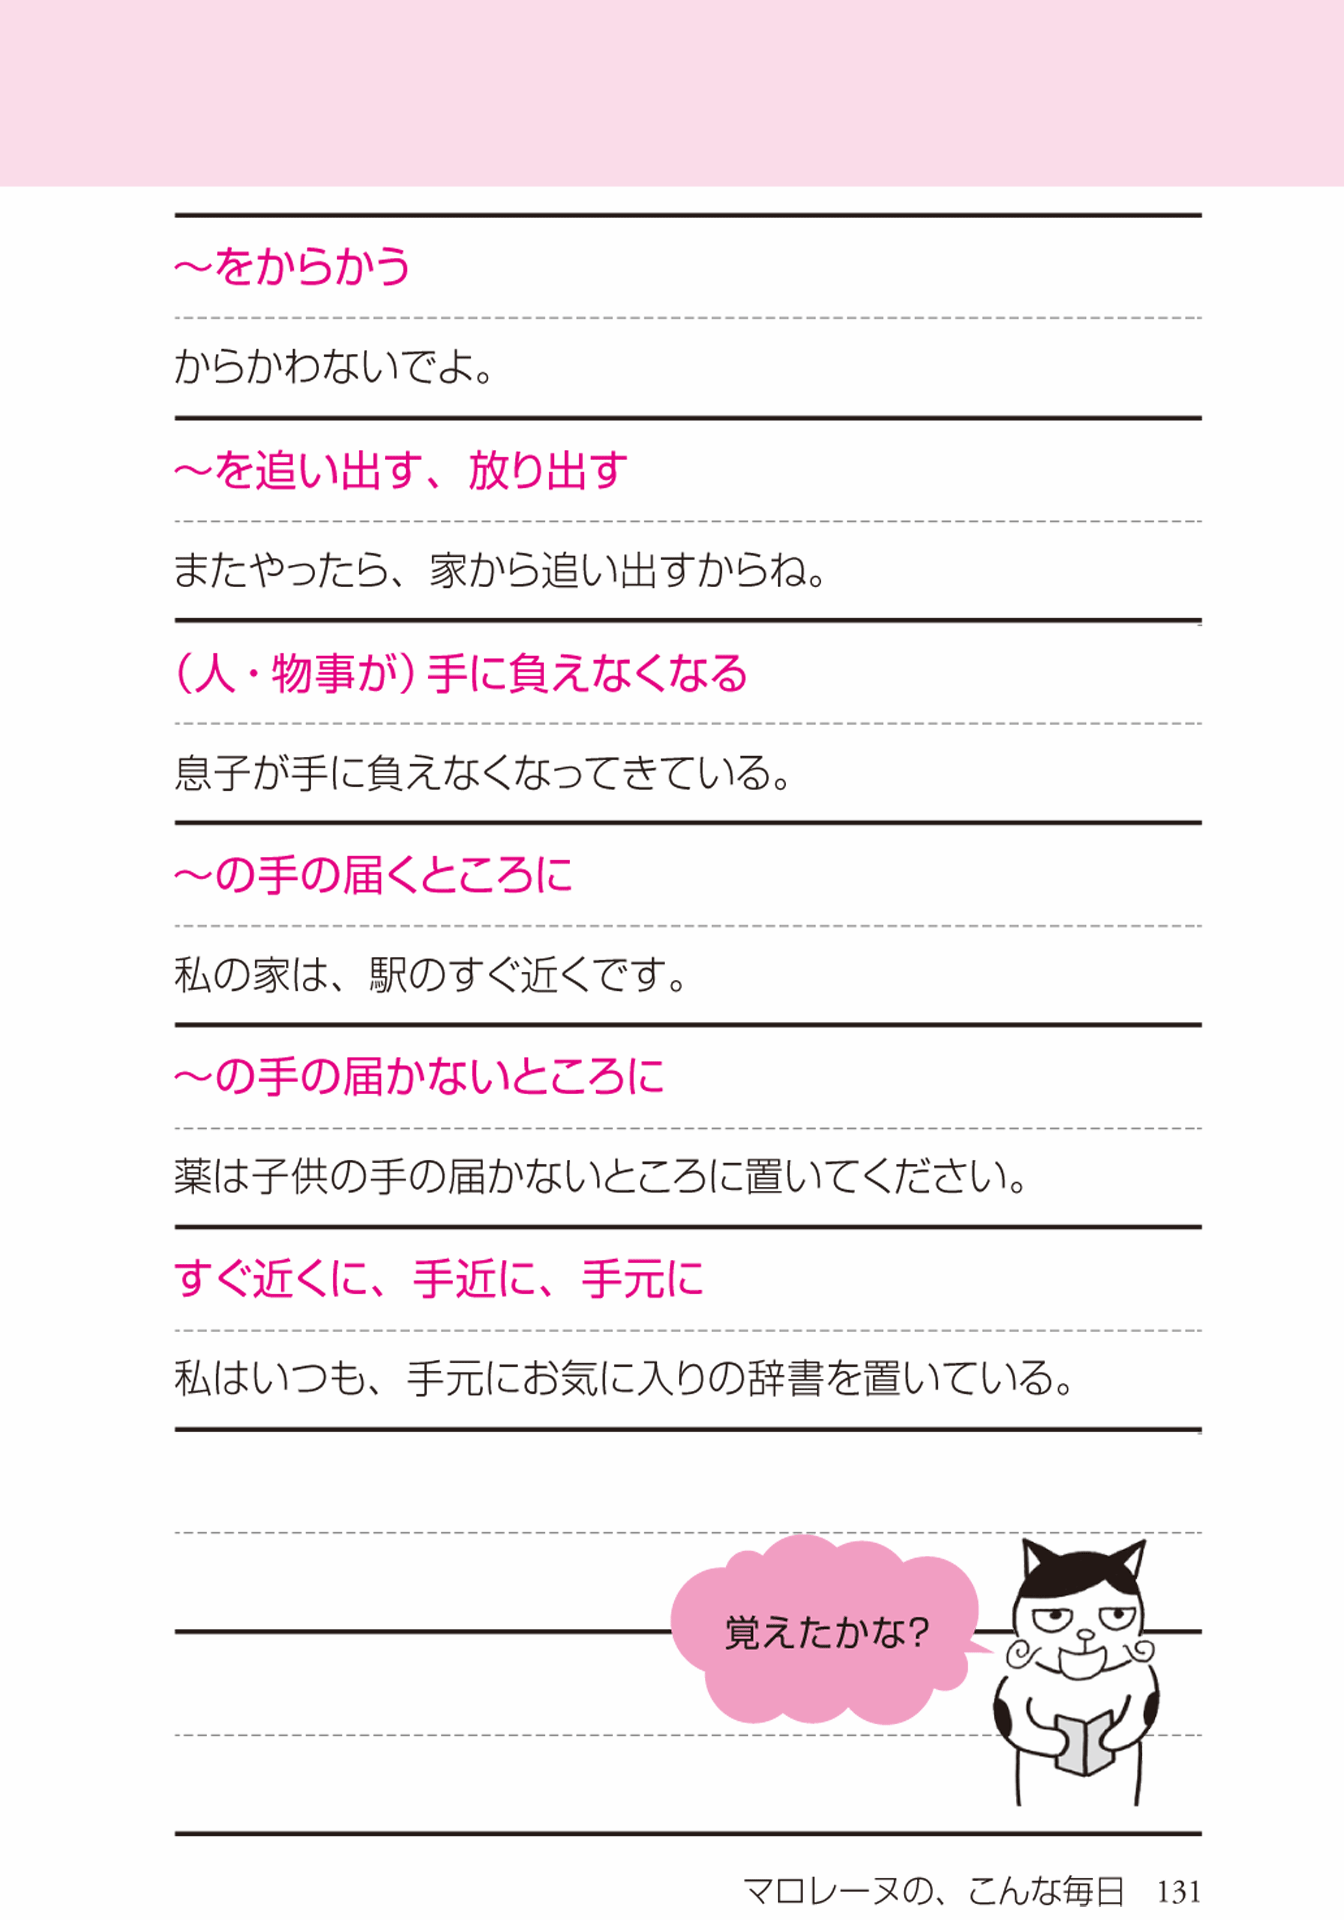 〜をからかう
からかわないでよ。
〜を追い出す、放り出す
またやったら、家から追い出すからね。
（人・物事が）手に負えなくなる
息子が手に負えなくなってきている。
〜の手の届くところに
私の家は、駅のすぐ近くです。
〜の手の届かないところに
薬は子供の手の届かないところに置いてください。
すぐ近くに、手近に、手元に
私はいつも、手元にお気に入りの辞書を置いている。
覚えたかな？
マロレーヌの、こんな毎日 131